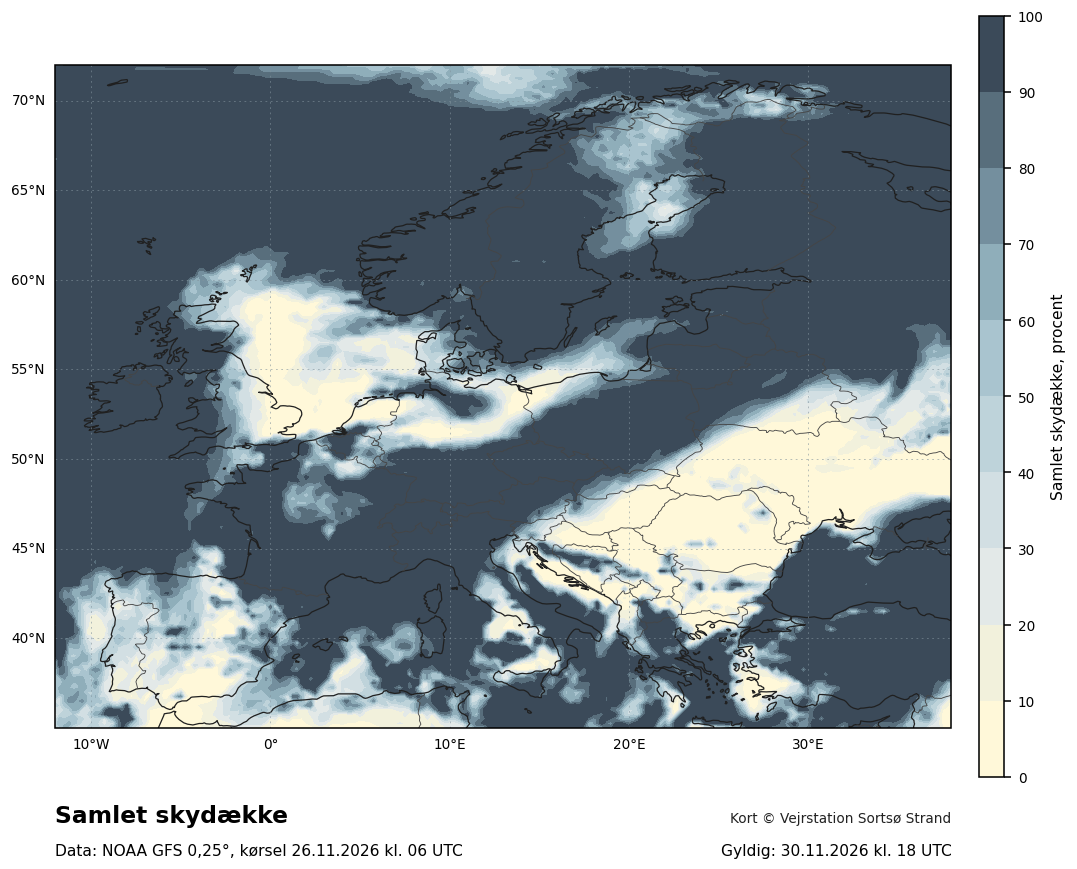 100
90
80
70
60
50
40
30
20
10
0
Samlet skydække, procent
70°N
65°N
60°N
55°N
50°N
45°N
40°N
10°W
0°
10°E
20°E
30°E
Samlet skydække
Kort © Vejrstation Sortsø Strand
Data: NOAA GFS 0,25°, kørsel 26.11.2026 kl. 06 UTC
Gyldig: 30.11.2026 kl. 18 UTC